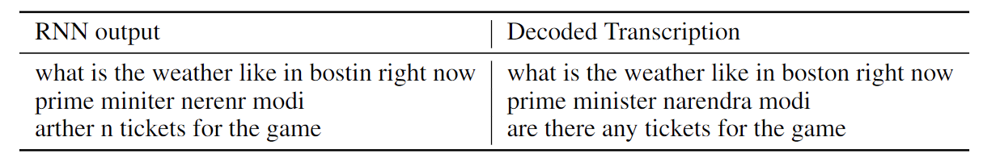 RNN output Decoded Transcription
what is the weather like in bostin right now what is the weather like in boston right now
prime miniter nerenr modi prime minister narendra modi
arther n tickets for the game are there any tickets for the game